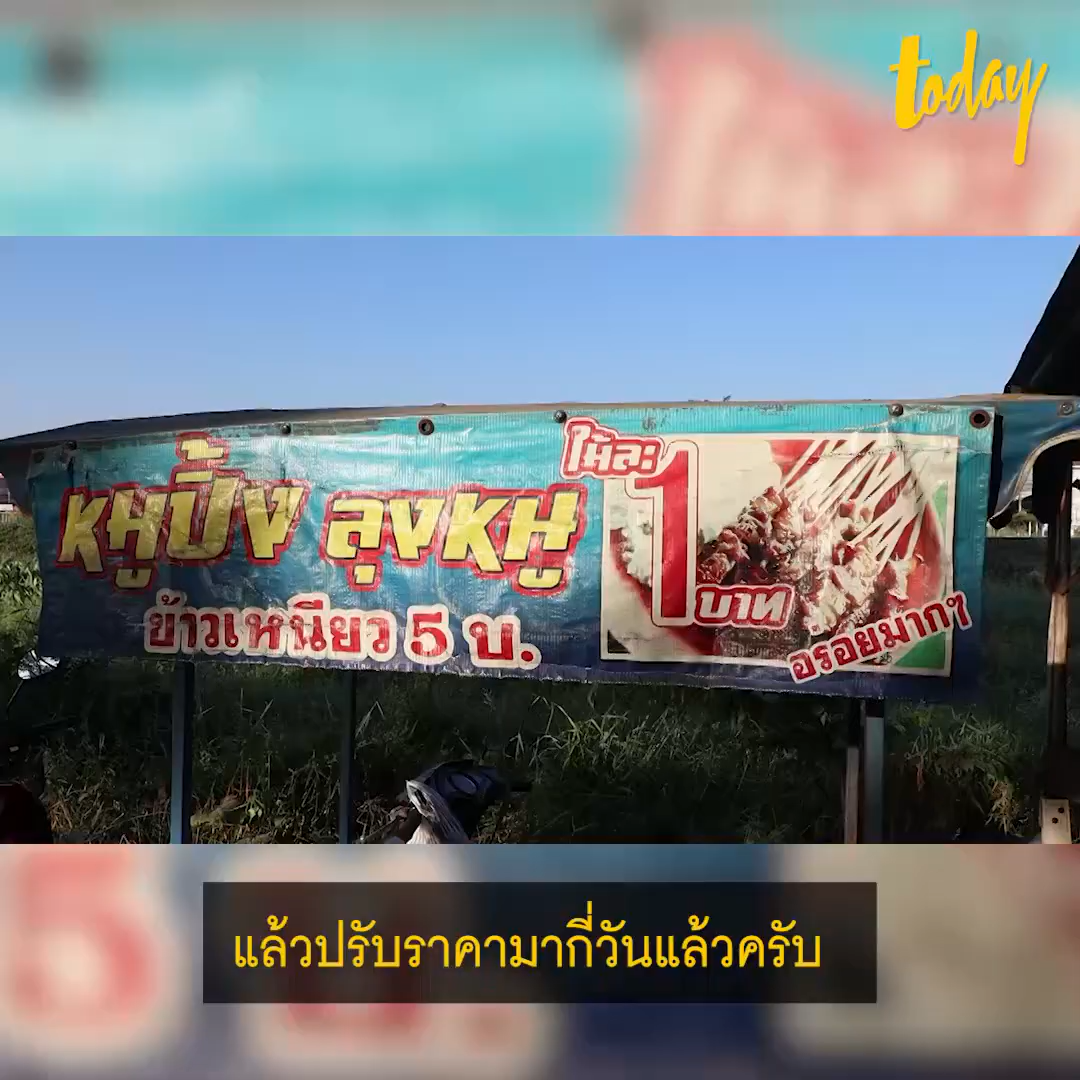 today
หมูปิ้ง ลุงหมู
ข้าวเหนียว 5 บ.
ไม้ละ
1
บาท
อร่อยมากๆ
แล้วปรับราคามากี่วันแล้วครับ